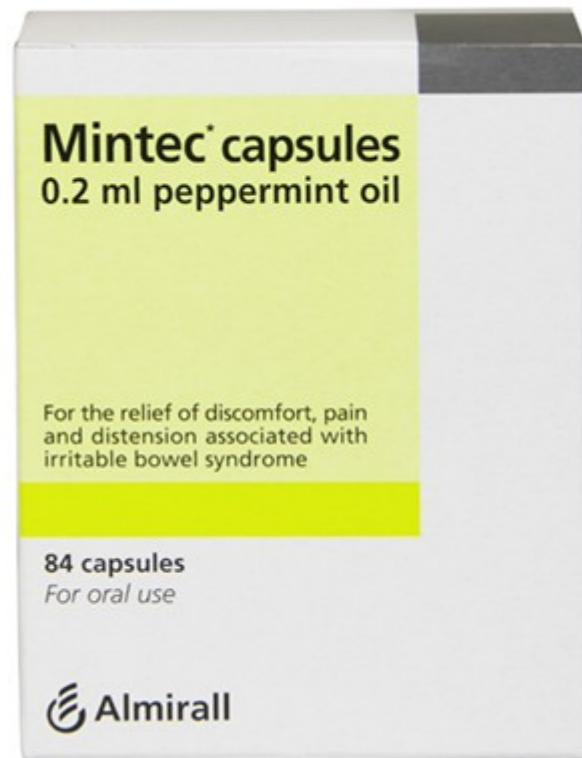 Mintec* capsules
0.2 ml peppermint oil
For the relief of discomfort, pain
and distension associated with
irritable bowel syndrome
84 capsules
For oral use
Almirall